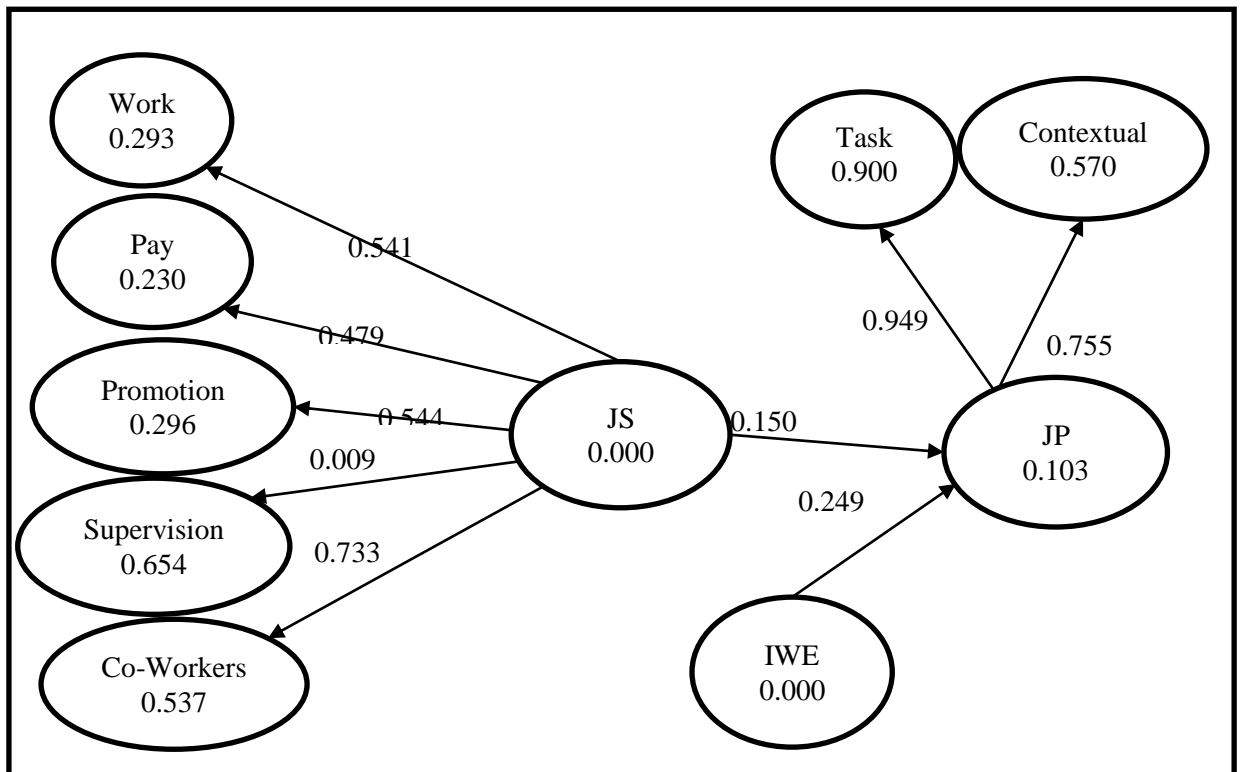 Work
0.293
Pay
0.230
Promotion
0.296
Supervision
0.654
Co-Workers
0.537
0.541
0.479
0.544
0.009
0.733
JS
0.000
0.150
0.249
IWE
0.000
JP
0.103
0.949
0.755
Task
0.900
Contextual
0.570